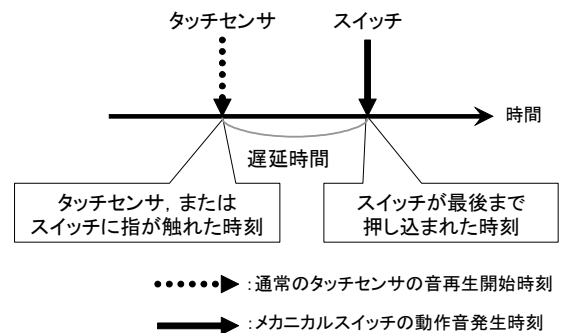 タッチセンサ
スイッチ
時間
遅延時間
タッチセンサ，または
スイッチに指が触れた時刻
スイッチが最後まで
押し込まれた時刻
:通常のタッチセンサの音再生開始時刻
:メカニカルスイッチの動作音発生時刻